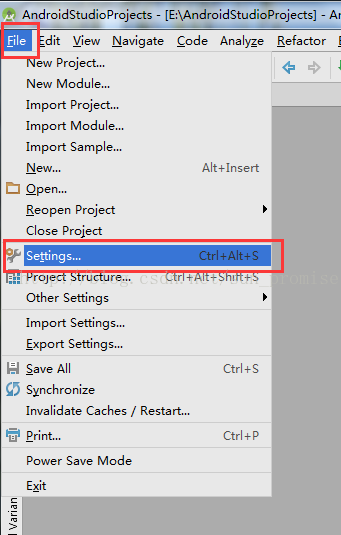 AndroidStudioProjects - [E:\AndroidStudioProjects] - An
File Edit View Navigate Code Analyze Refactor
New Project...
New Module...
Import Project...
Import Module...
Import Sample...
New... Alt+Insert
Open...
Reopen Project
Close Project
Settings... Ctrl+Alt+S
Project Structure... Ctrl+Alt+Shift+S
Other Settings
Import Settings...
Export Settings...
Save All Ctrl+S
Synchronize
Invalidate Caches / Restart...
Print... Ctrl+P
Power Save Mode
Exit
d Varian